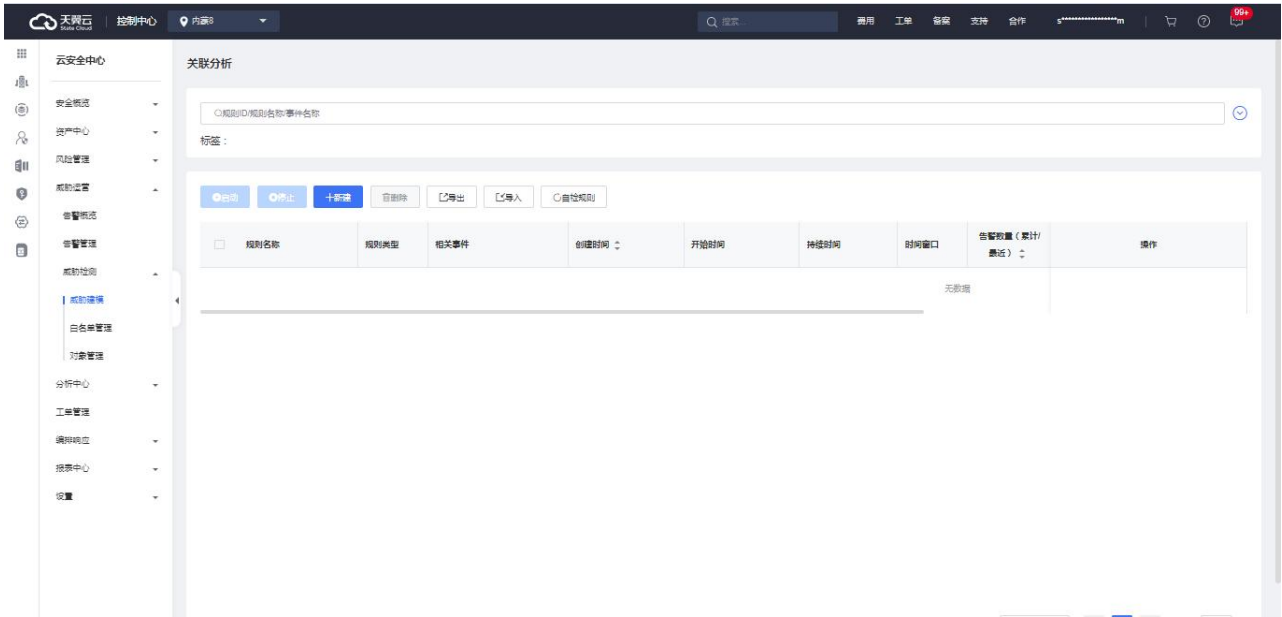 天翼云 State Cloud 控制中心 内蒙8 搜索... 费用 工单 备案 支持 合作 s******************m 99+
云安全中心
安全概览
资产中心
风险管理
威胁运营
告警概览
告警管理
威胁检测
威胁建模
白名单管理
对象管理
分析中心
工单管理
编排响应
报表中心
设置
关联分析
规则ID/规则名称/事件名称
标签：
启动 停止 新建 删除 导出 导入 自检规则
规则名称 规则类型 相关事件 创建时间 开始时间 持续时间 时间窗口 告警数量（累计/最近） 操作
无数据